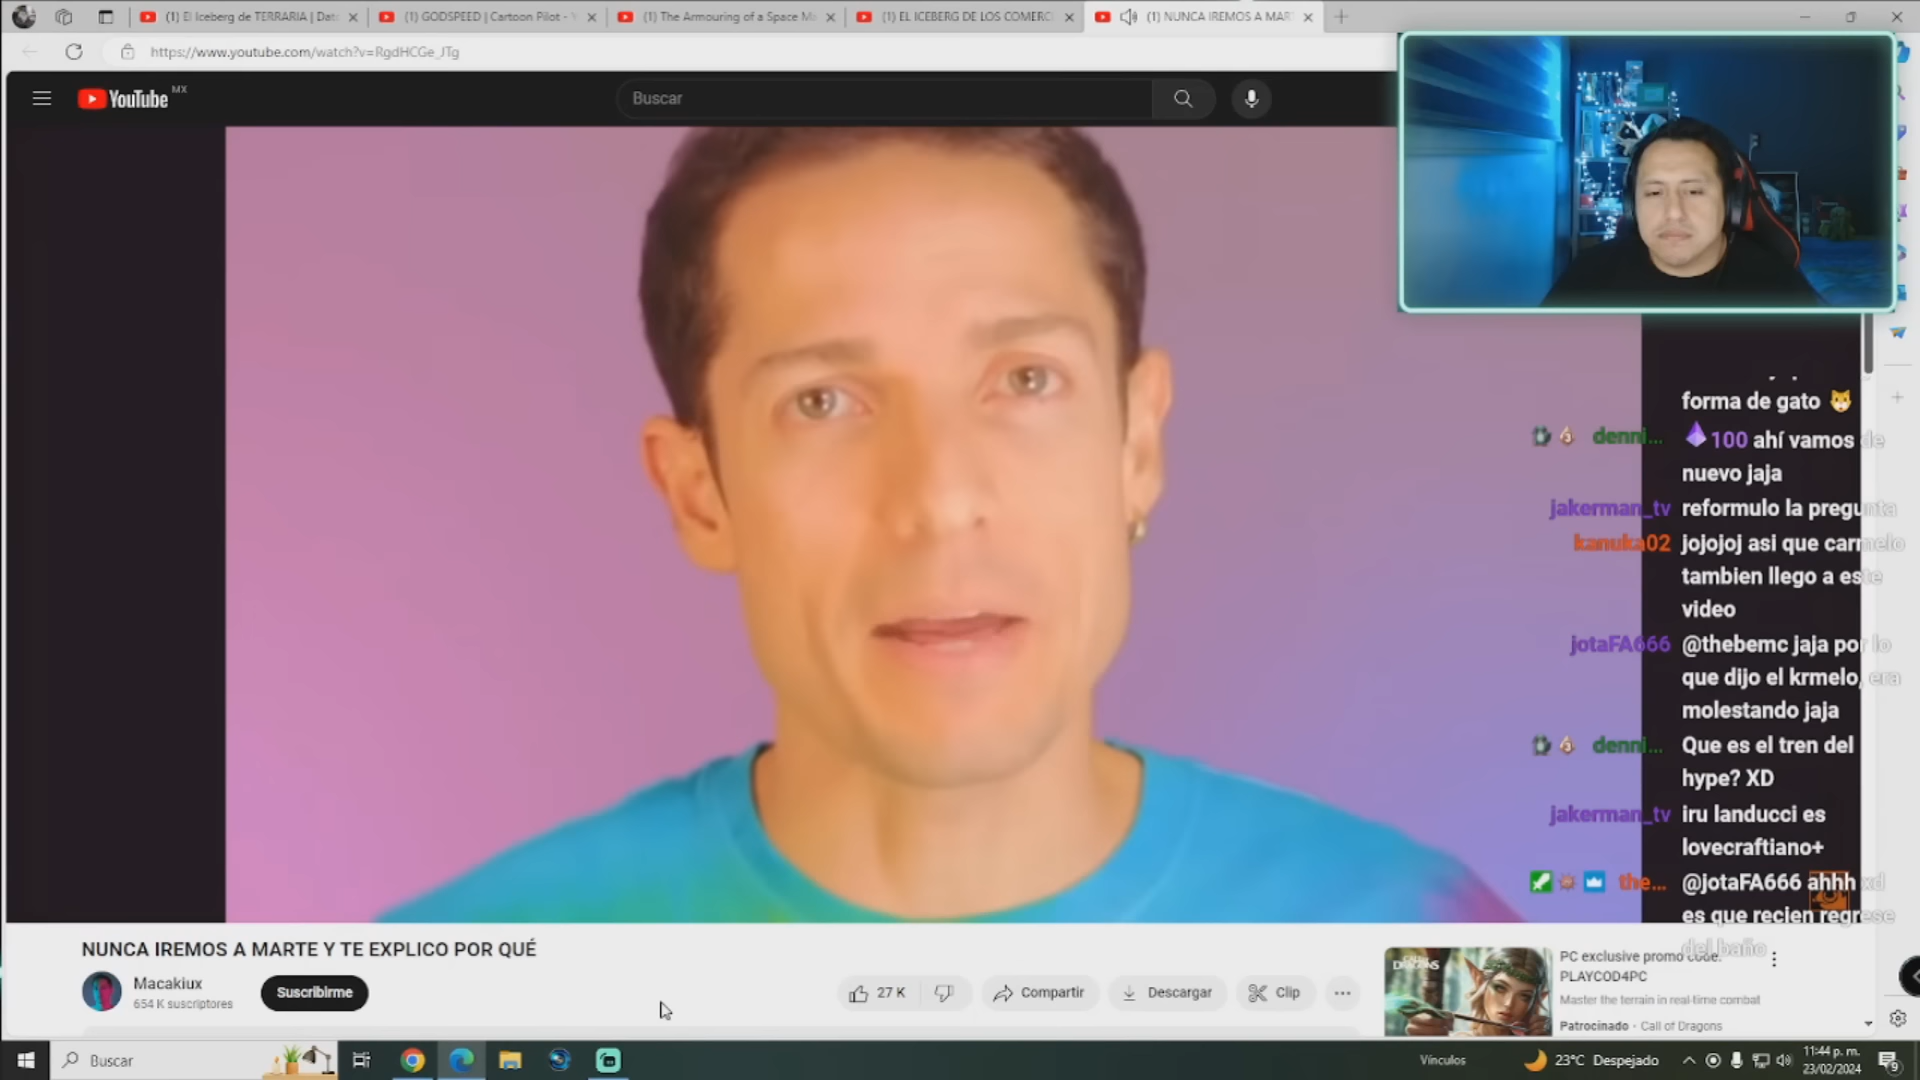 (1) El Iceberg de TERRARIA | Dat
(1) GODSPEED | Cartoon Pilot - Y
(1) The Armouring of a Space Ma
(1) EL ICEBERG DE LOS COMERC
(1) NUNCA IREMOS A MAR
https://www.youtube.com/watch?v=RgdHCGe_JTg
YouTube MX
Buscar
forma de gato
denni... 100 ahí vamos de
nuevo jaja
jakerman_tv reformulo la pregunta
kanuka02 jojojoj asi que carmelo
tambien llego a este
video
jotaFA666 @thebemc jaja por lo
que dijo el krmelo, era
molestando jaja
denni... Que es el tren del
hype? XD
jakerman_tv iru landucci es
lovecraftiano+
the... @jotaFA666 ahhh xd
es que recien regrese
del baño
NUNCA IREMOS A MARTE Y TE EXPLICO POR QUÉ
Macakiux
654 K suscriptores
Suscribirme
27 K
Compartir
Descargar
Clip
DRAGONS
PC exclusive promo code:
PLAYCOD4PC
Master the terrain in real-time combat
Patrocinado · Call of Dragons
Buscar
Vínculos
23°C Despejado
11:44 p. m.
23/02/2024
9